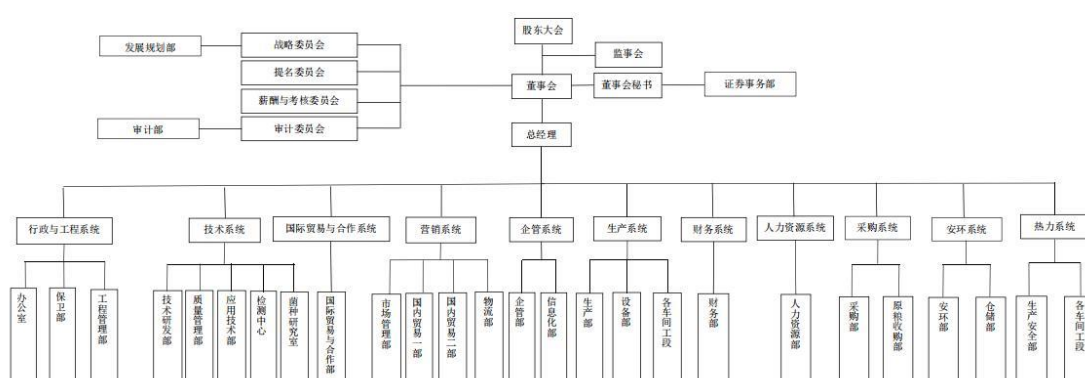 股东大会
监事会
发展规划部
战略委员会
提名委员会
董事会
董事会秘书
证券事务部
薪酬与考核委员会
审计部
审计委员会
总经理
行政与工程系统
技术系统
国际贸易与合作系统
营销系统
企管系统
生产系统
财务系统
人力资源系统
采购系统
安环系统
热力系统
办公室
保卫部
工程管理部
技术研发部
质量管理部
应用技术部
检测中心
菌种研究室
国际贸易与合作部
市场管理部
国内贸易一部
国内贸易二部
物流部
企管部
信息化部
生产部
设备部
各车间工段
财务部
人力资源部
采购部
原粮收购部
安环部
仓储部
生产安全部
各车间工段